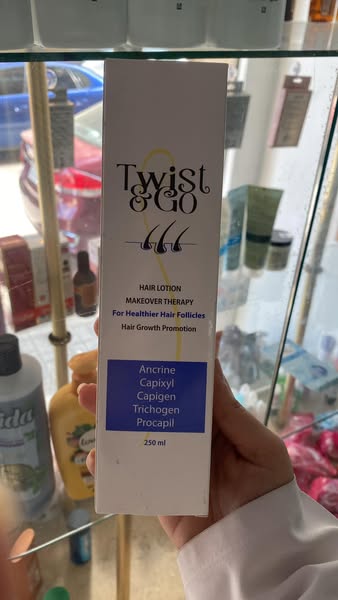 Twist
& Go
HAIR LOTION
MAKEOVER THERAPY
For Healthier Hair Follicles
Hair Growth Promotion
Ancrine
Capixyl
Capigen
Trichogen
Procapil
250 ml